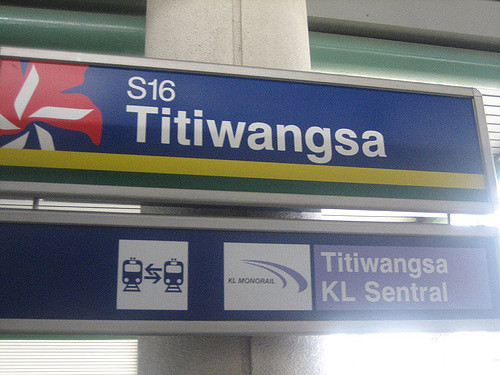 S16
Titiwangsa
KL MONORAIL
Titiwangsa
KL Sentral